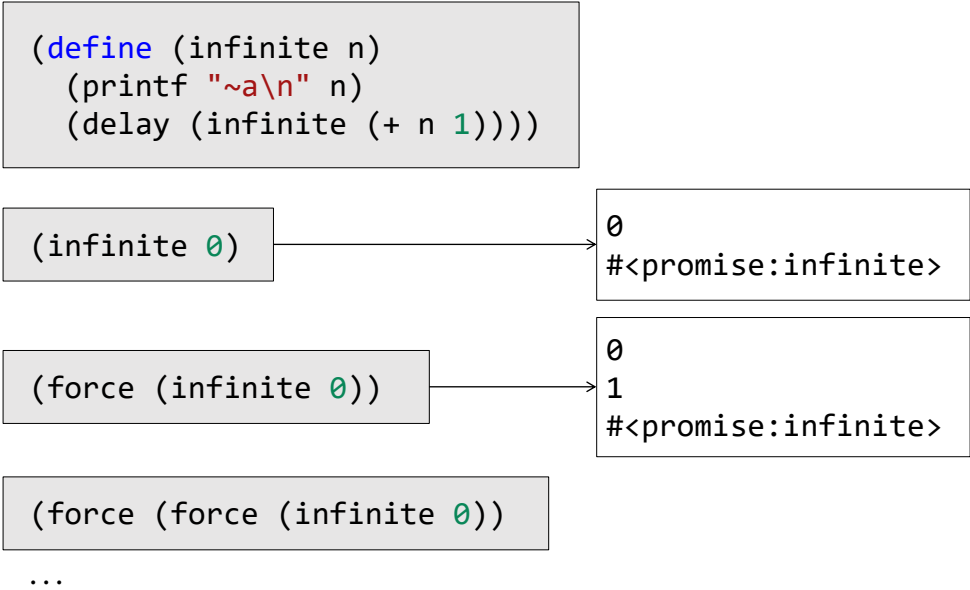 (define (infinite n)
(printf "~a\n" n)
(delay (infinite (+ n 1))))
(infinite 0)
0
#<promise:infinite>
(force (infinite 0))
0
1
#<promise:infinite>
(force (force (infinite 0))
...